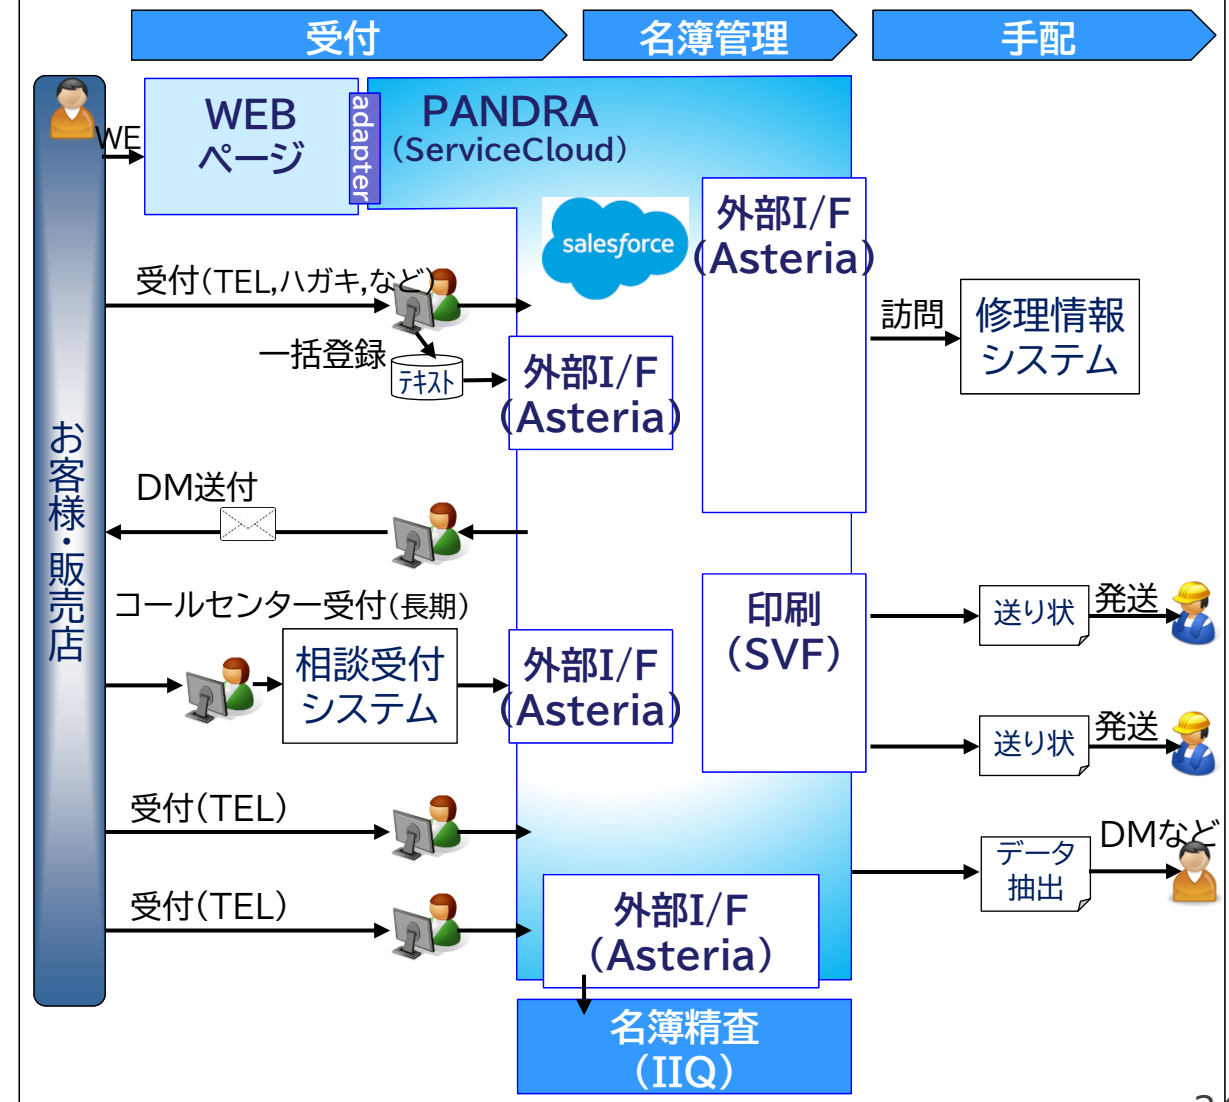 受付
名簿管理
手配
WEB
ページ
adapter
PANDRA
(ServiceCloud)
WE
salesforce
外部I/F
(Asteria)
受付(TEL,ハガキ,など)
一括登録
テキスト
外部I/F
(Asteria)
訪問
修理情報
システム
お客様・販売店
DM送付
コールセンター受付(長期)
相談受付
システム
外部I/F
(Asteria)
印刷
(SVF)
送り状
発送
送り状
発送
受付(TEL)
受付(TEL)
データ
抽出
DMなど
外部I/F
(Asteria)
名簿精査
(IIQ)